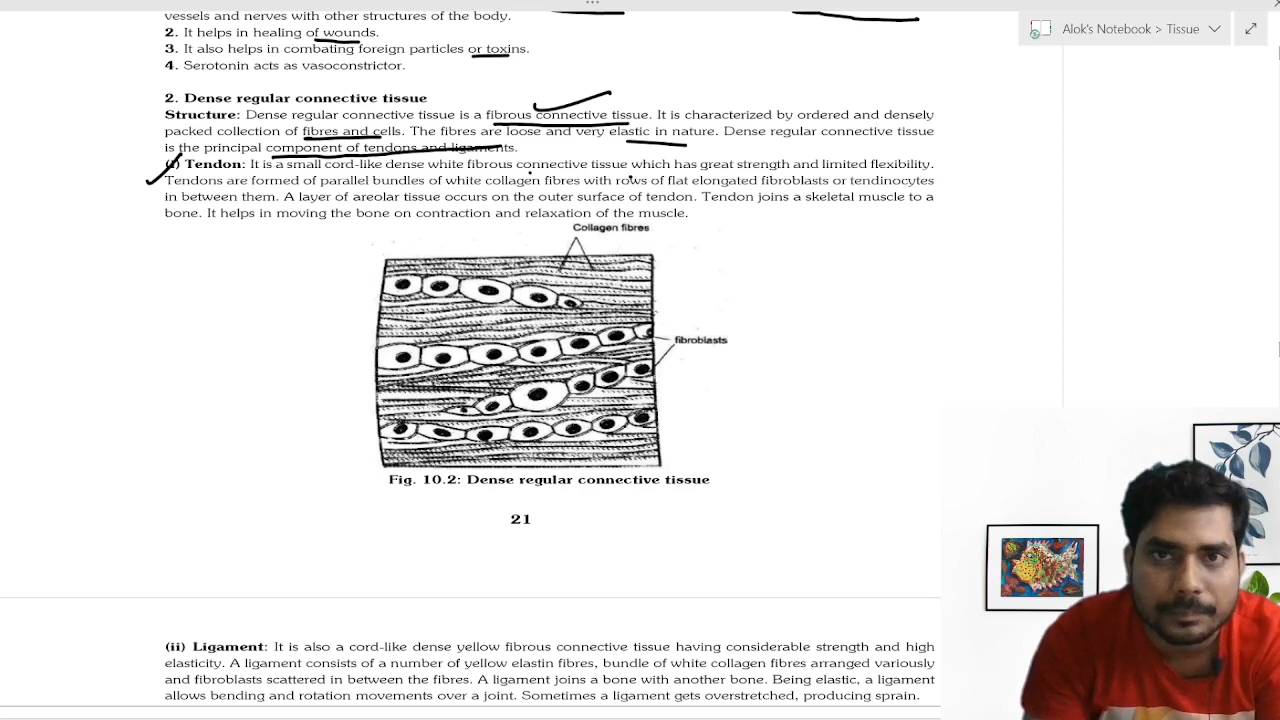 vessels and nerves with other structures of the body.
2. It helps in healing of wounds.
3. It also helps in combating foreign particles or toxins.
4. Serotonin acts as vasoconstrictor.
Alok's Notebook > Tissue
2. Dense regular connective tissue
Structure: Dense regular connective tissue is a fibrous connective tissue. It is characterized by ordered and densely
packed collection of fibres and cells. The fibres are loose and very elastic in nature. Dense regular connective tissue
is the principal component of tendons and ligaments.
(i) Tendon: It is a small cord-like dense white fibrous connective tissue which has great strength and limited flexibility.
Tendons are formed of parallel bundles of white collagen fibres with rows of flat elongated fibroblasts or tendinocytes
in between them. A layer of areolar tissue occurs on the outer surface of tendon. Tendon joins a skeletal muscle to a
bone. It helps in moving the bone on contraction and relaxation of the muscle.
Collagen fibres
fibroblasts
Fig. 10.2: Dense regular connective tissue
21
(ii) Ligament: It is also a cord-like dense yellow fibrous connective tissue having considerable strength and high
elasticity. A ligament consists of a number of yellow elastin fibres, bundle of white collagen fibres arranged variously
and fibroblasts scattered in between the fibres. A ligament joins a bone with another bone. Being elastic, a ligament
allows bending and rotation movements over a joint. Sometimes a ligament gets overstretched, producing sprain.